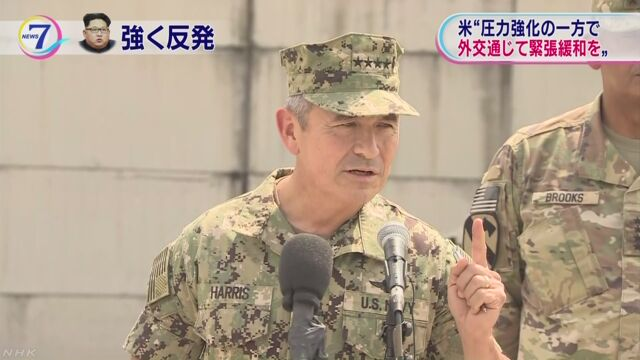 NEWS 7
強く反発
米“圧力強化の一方で
外交通じて緊張緩和を„
HARRIS
U.S. NAVY
BROOKS
NHK